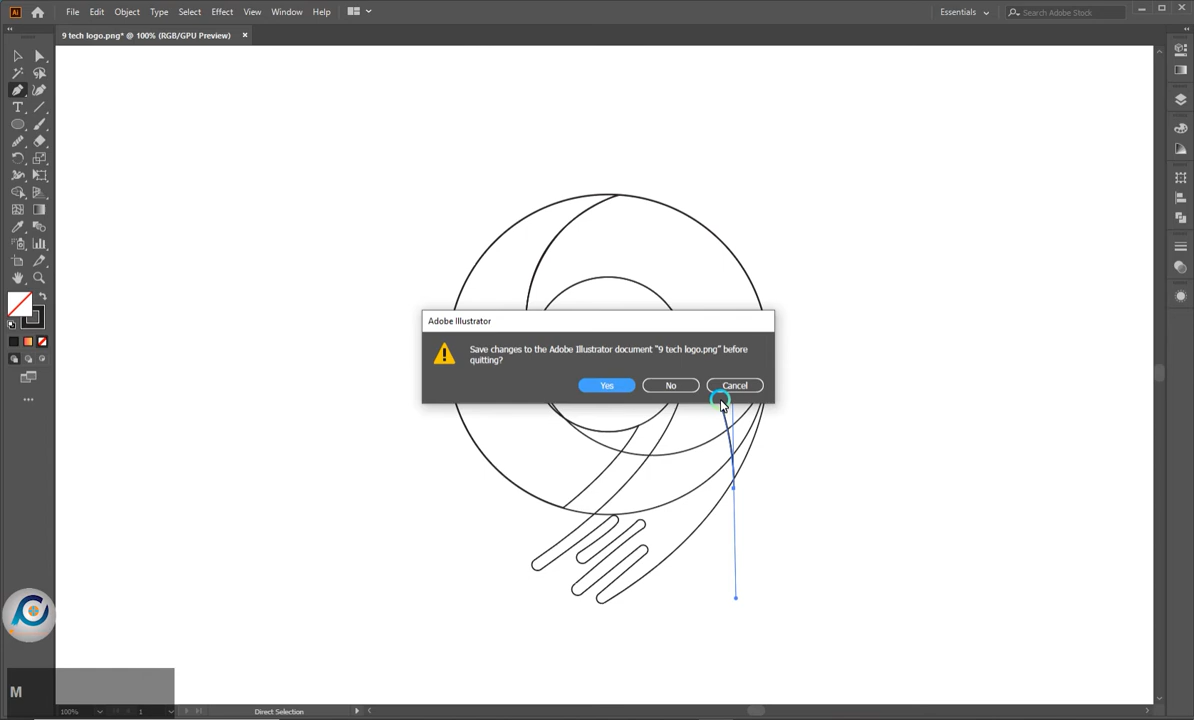 Ai File Edit Object Type Select Effect View Window Help Essentials Search Adobe Stock
9 tech logo.png* @ 100% (RGB/GPU Preview)
Adobe Illustrator
Save changes to the Adobe Illustrator document "9 tech logo.png" before
quitting?
Yes No Cancel
M
100% 1 Direct Selection